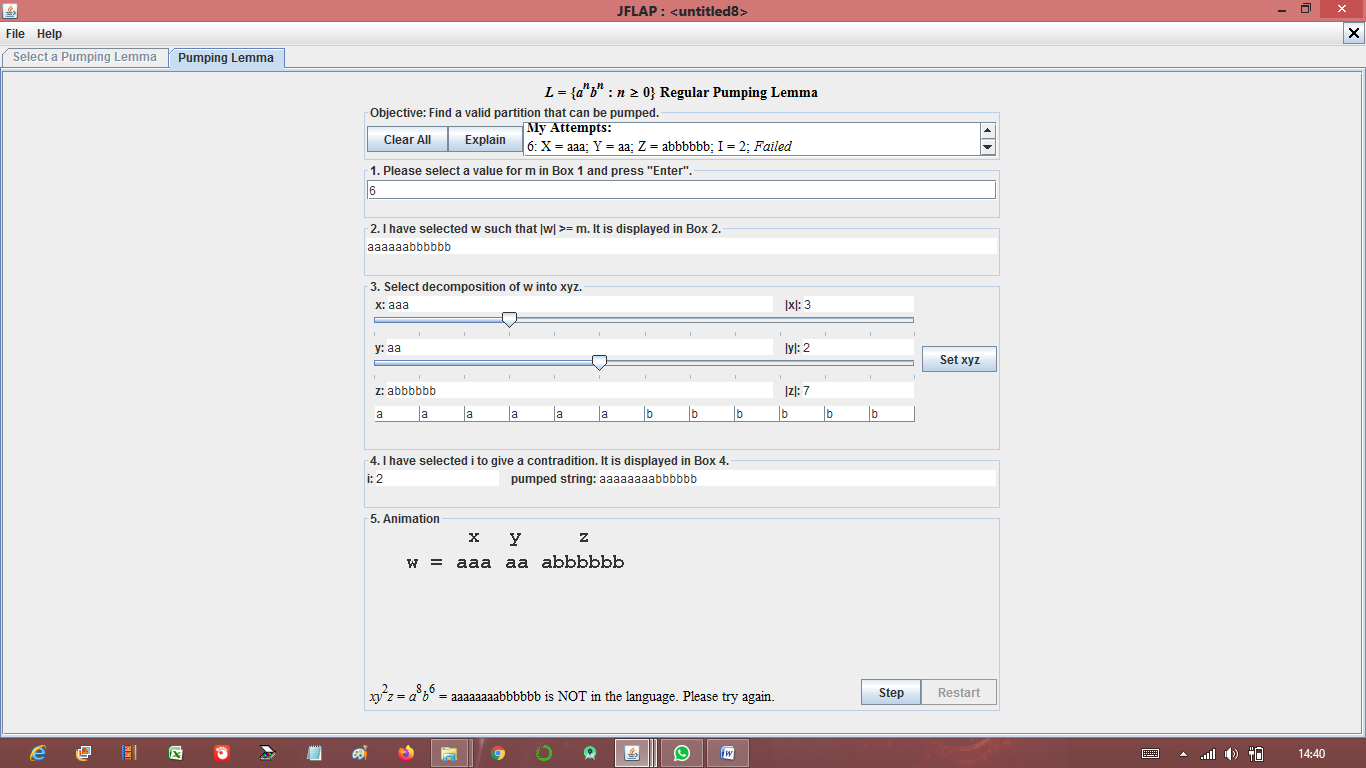 JFLAP : <untitled8>
File Help
Select a Pumping Lemma Pumping Lemma
L = {aⁿbⁿ : n ≥ 0} Regular Pumping Lemma
Objective: Find a valid partition that can be pumped.
Clear All Explain
My Attempts:
6: X = aaa; Y = aa; Z = abbbbbb; I = 2; Failed
1. Please select a value for m in Box 1 and press "Enter".
6
2. I have selected w such that |w| >= m. It is displayed in Box 2.
aaaaaabbbbbb
3. Select decomposition of w into xyz.
x: aaa |x|: 3
y: aa |y|: 2
Set xyz
z: abbbbbb |z|: 7
a a a a a a b b b b b b
4. I have selected i to give a contradition. It is displayed in Box 4.
i: 2 pumped string: aaaaaaaabbbbbb
5. Animation
x y z
w = aaa aa abbbbbb
xy²z = a⁸b⁶ = aaaaaaaabbbbbb is NOT in the language. Please try again.
Step Restart
14:40